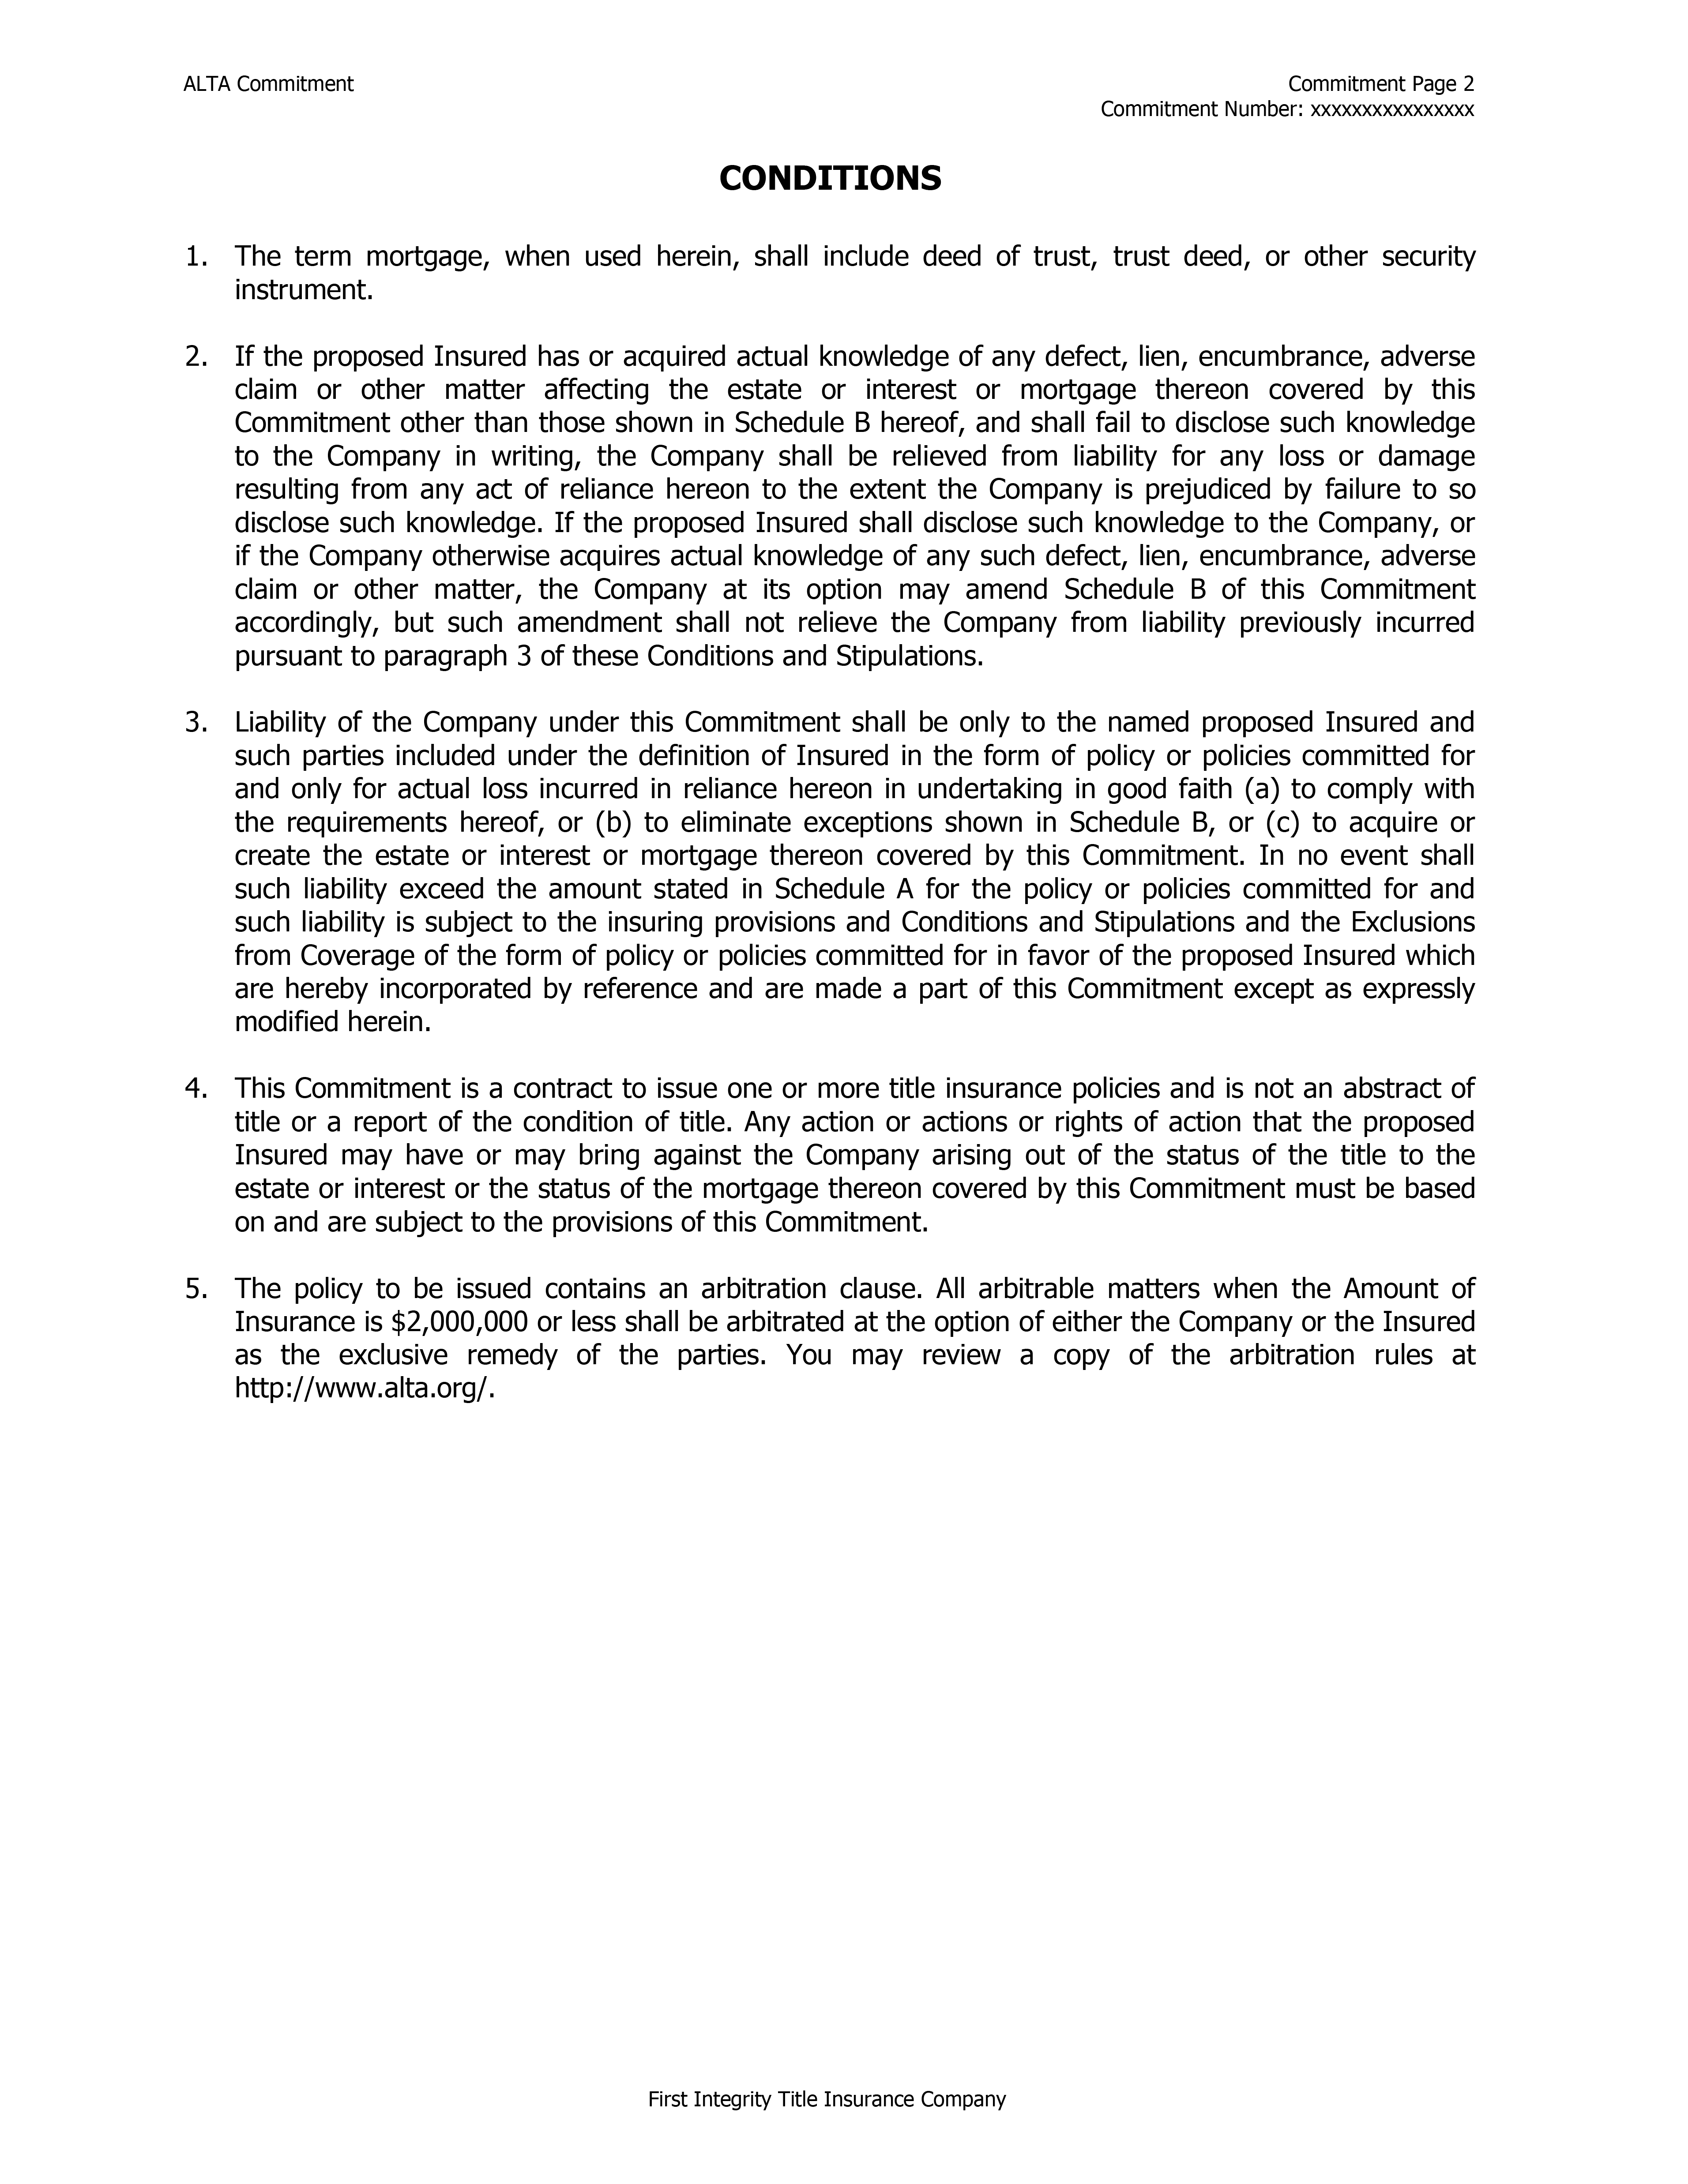 ALTA Commitment
Commitment Page 2
Commitment Number: xxxxxxxxxxxxxxxx
CONDITIONS
1. The term mortgage, when used herein, shall include deed of trust, trust deed, or other security
instrument.
2. If the proposed Insured has or acquired actual knowledge of any defect, lien, encumbrance, adverse
claim or other matter affecting the estate or interest or mortgage thereon covered by this
Commitment other than those shown in Schedule B hereof, and shall fail to disclose such knowledge
to the Company in writing, the Company shall be relieved from liability for any loss or damage
resulting from any act of reliance hereon to the extent the Company is prejudiced by failure to so
disclose such knowledge. If the proposed Insured shall disclose such knowledge to the Company, or
if the Company otherwise acquires actual knowledge of any such defect, lien, encumbrance, adverse
claim or other matter, the Company at its option may amend Schedule B of this Commitment
accordingly, but such amendment shall not relieve the Company from liability previously incurred
pursuant to paragraph 3 of these Conditions and Stipulations.
3. Liability of the Company under this Commitment shall be only to the named proposed Insured and
such parties included under the definition of Insured in the form of policy or policies committed for
and only for actual loss incurred in reliance hereon in undertaking in good faith (a) to comply with
the requirements hereof, or (b) to eliminate exceptions shown in Schedule B, or (c) to acquire or
create the estate or interest or mortgage thereon covered by this Commitment. In no event shall
such liability exceed the amount stated in Schedule A for the policy or policies committed for and
such liability is subject to the insuring provisions and Conditions and Stipulations and the Exclusions
from Coverage of the form of policy or policies committed for in favor of the proposed Insured which
are hereby incorporated by reference and are made a part of this Commitment except as expressly
modified herein.
4. This Commitment is a contract to issue one or more title insurance policies and is not an abstract of
title or a report of the condition of title. Any action or actions or rights of action that the proposed
Insured may have or may bring against the Company arising out of the status of the title to the
estate or interest or the status of the mortgage thereon covered by this Commitment must be based
on and are subject to the provisions of this Commitment.
5. The policy to be issued contains an arbitration clause. All arbitrable matters when the Amount of
Insurance is $2,000,000 or less shall be arbitrated at the option of either the Company or the Insured
as the exclusive remedy of the parties. You may review a copy of the arbitration rules at
http://www.alta.org/.
First Integrity Title Insurance Company